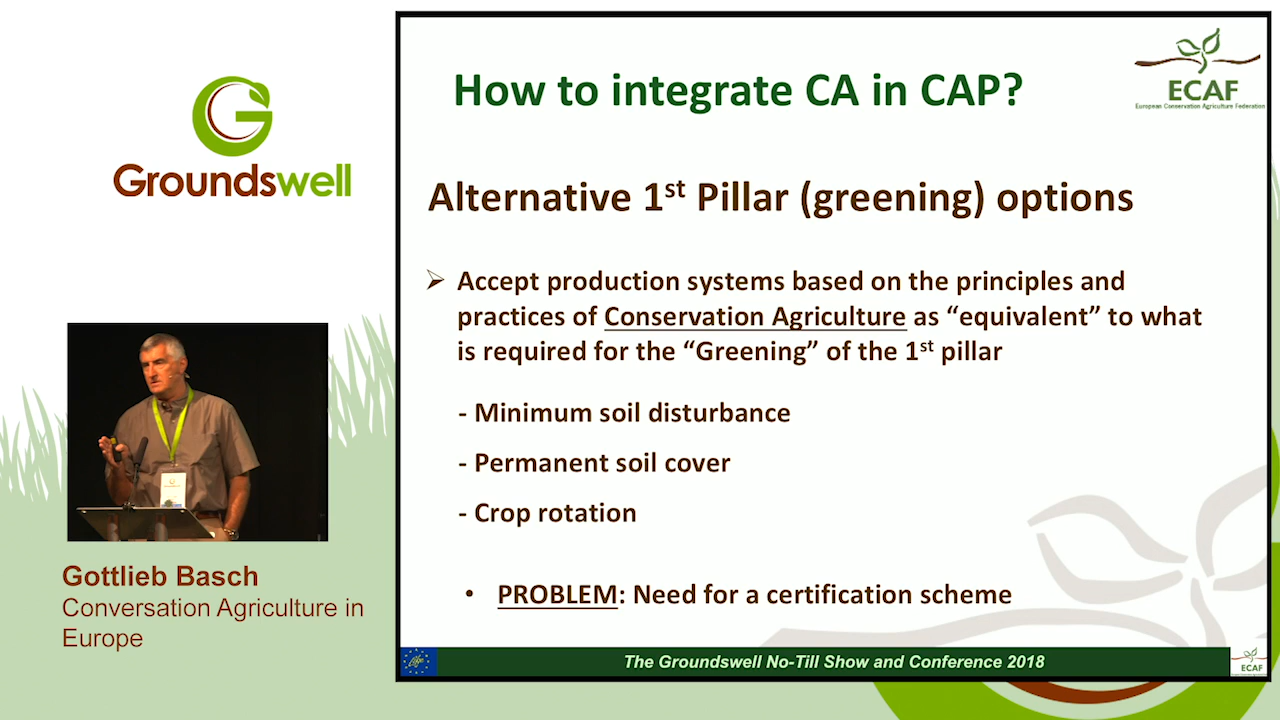 Groundswell
Gottlieb Basch
Conversation Agriculture in
Europe
How to integrate CA in CAP?
ECAF
European Conservation Agriculture Federation
Alternative 1st Pillar (greening) options
➢ Accept production systems based on the principles and
practices of Conservation Agriculture as “equivalent” to what
is required for the “Greening” of the 1st pillar
- Minimum soil disturbance
- Permanent soil cover
- Crop rotation
• PROBLEM: Need for a certification scheme
The Groundswell No-Till Show and Conference 2018
ECAF